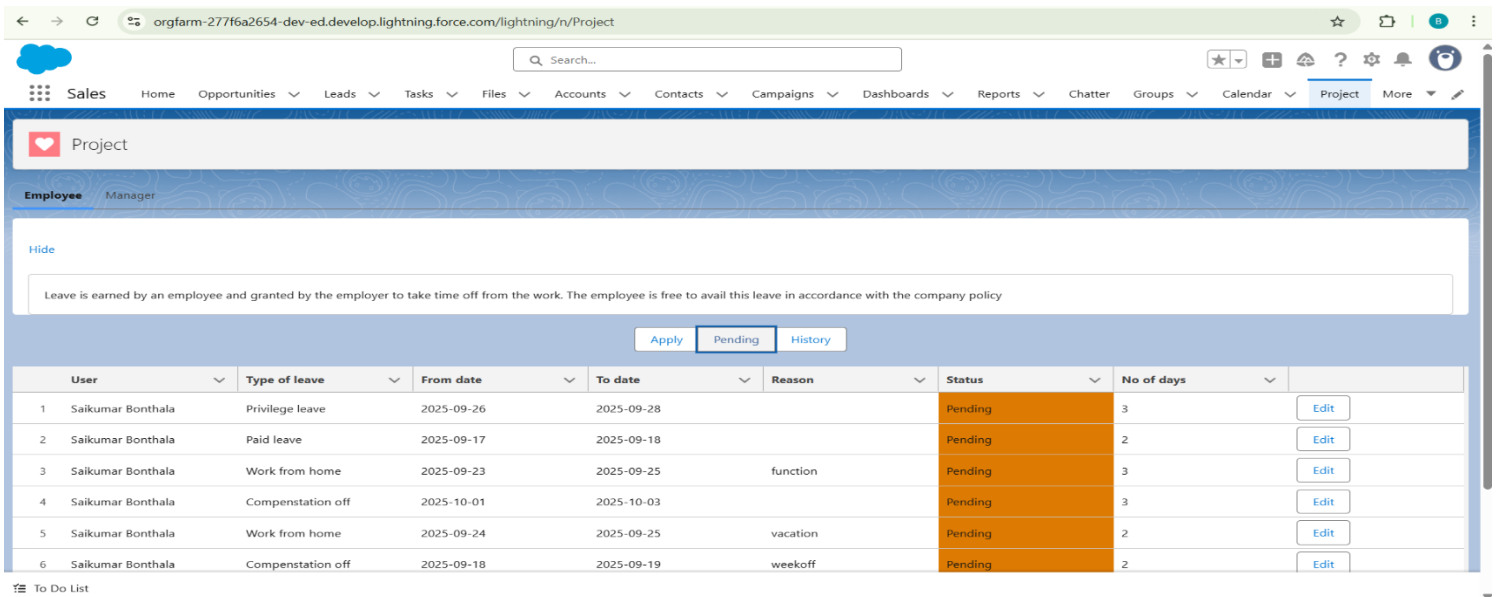 orgfarm-277f6a2654-dev-ed.develop.lightning.force.com/lightning/n/Project B
Search...
Sales Home Opportunities Leads Tasks Files Accounts Contacts Campaigns Dashboards Reports Chatter Groups Calendar Project More
Project
Employee Manager
Hide
Leave is earned by an employee and granted by the employer to take time off from the work. The employee is free to avail this leave in accordance with the company policy
Apply Pending History
User Type of leave From date To date Reason Status No of days
1 Saikumar Bonthala Privilege leave 2025-09-26 2025-09-28 Pending 3 Edit
2 Saikumar Bonthala Paid leave 2025-09-17 2025-09-18 Pending 2 Edit
3 Saikumar Bonthala Work from home 2025-09-23 2025-09-25 function Pending 3 Edit
4 Saikumar Bonthala Compenstation off 2025-10-01 2025-10-03 Pending 3 Edit
5 Saikumar Bonthala Work from home 2025-09-24 2025-09-25 vacation Pending 2 Edit
6 Saikumar Bonthala Compenstation off 2025-09-18 2025-09-19 weekoff Pending 2 Edit
To Do List